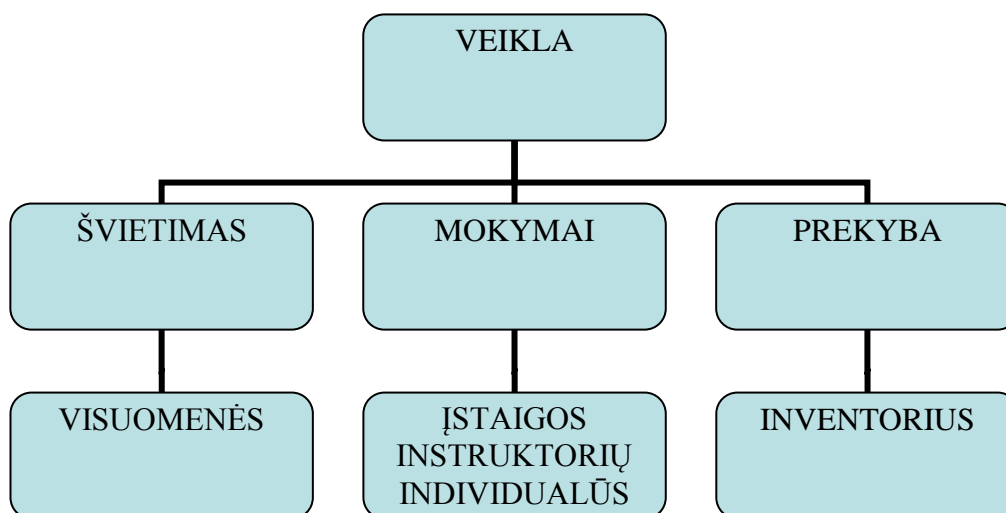 VEIKLA
ŠVIETIMAS
MOKYMAI
PREKYBA
VISUOMENĖS
ĮSTAIGOS
INSTRUKTORIŲ
INDIVIDUALŪS
INVENTORIUS